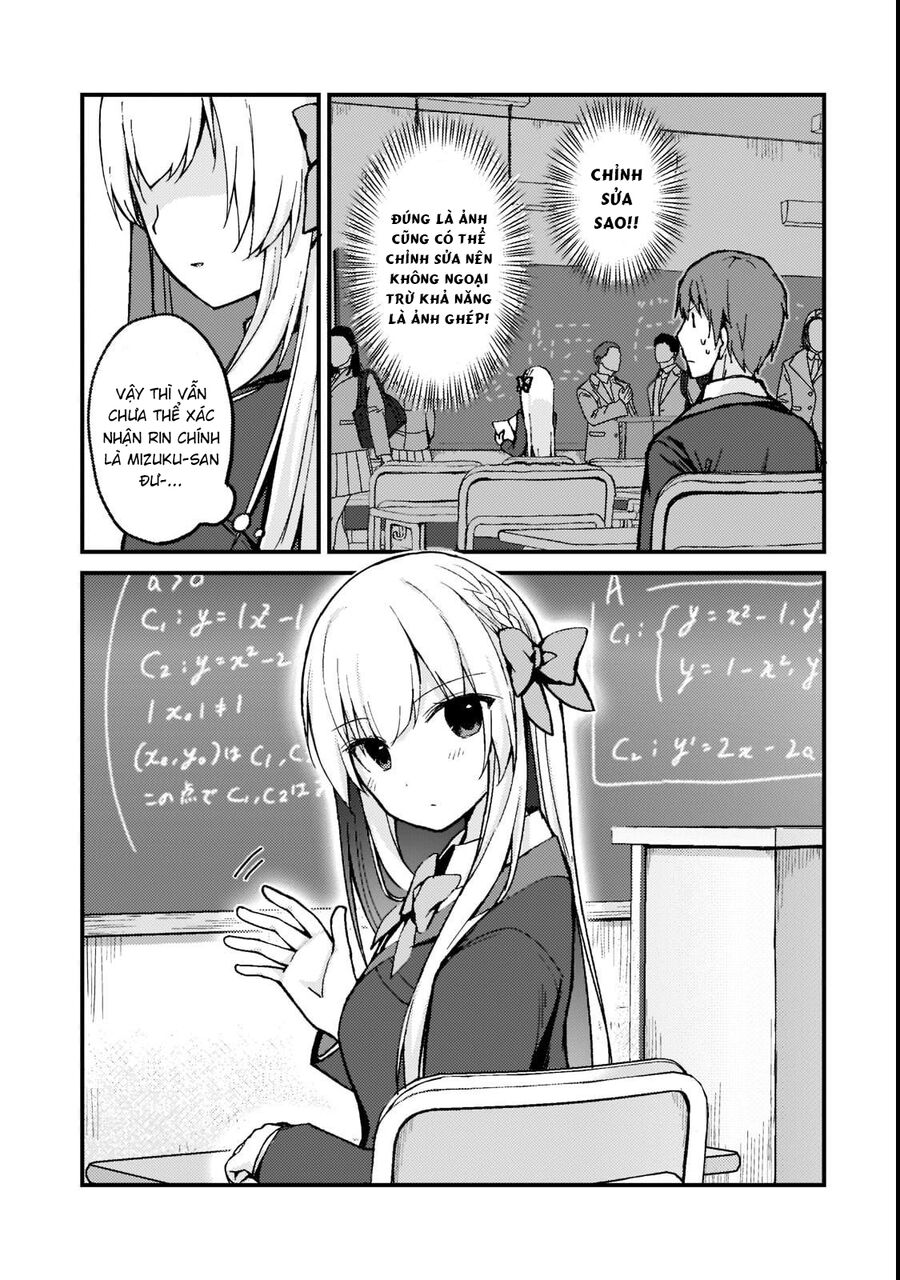 CHỈNH
SỬA
SAO!!
ĐÚNG LÀ ẢNH
CŨNG CÓ THỂ
CHỈNH SỬA NÊN
KHÔNG NGOẠI
TRỪ KHẢ NĂNG
LÀ ẢNH GHÉP!
VẬY THÌ VẪN
CHƯA THỂ XÁC
NHẬN RIN CHÍNH
LÀ MIZUKU-SAN
ĐƯ-...
a>0
C₁: y=|x²-1
C₂: y=x²-2
|x₀|≠1
(x₀,y₀)は C₁, C
この点で C₁, C₂は
A
C₁: { y=x²-1, y
y=1-x², y
C₂: y'=2x-2a